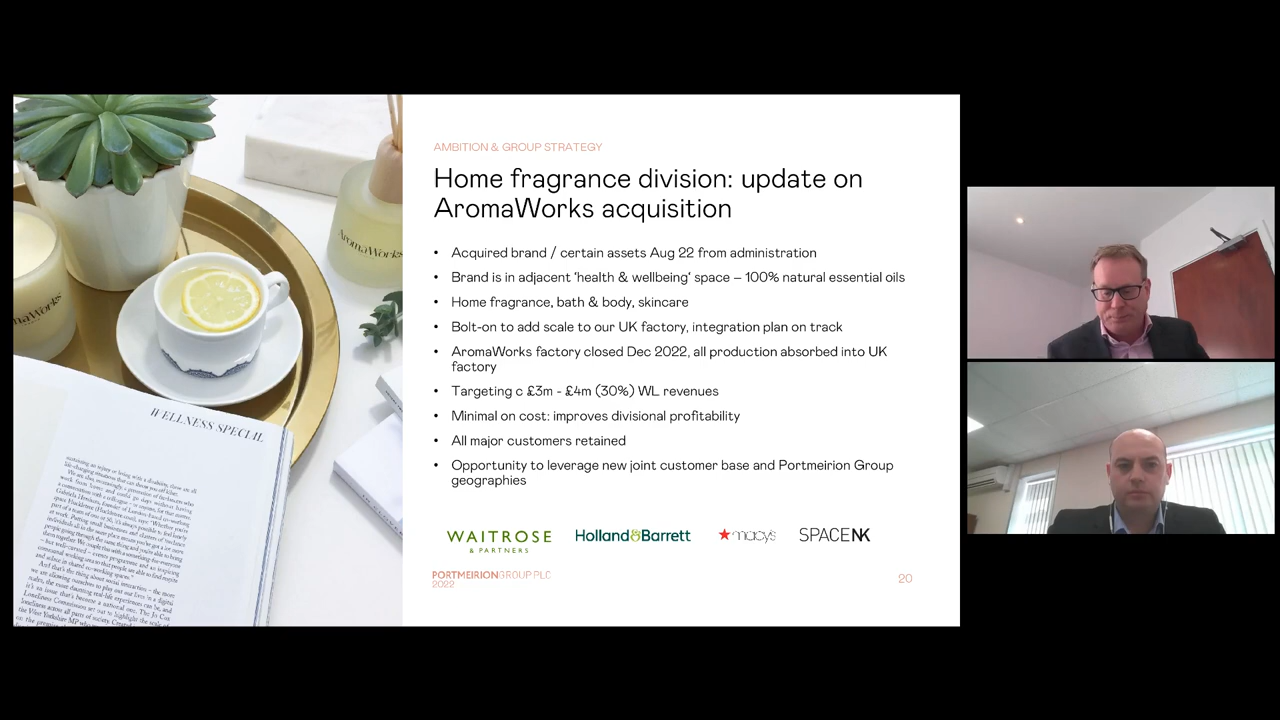 AMBITION & GROUP STRATEGY
Home fragrance division: update on
AromaWorks acquisition
• Acquired brand / certain assets Aug 22 from administration
• Brand is in adjacent 'health & wellbeing' space – 100% natural essential oils
• Home fragrance, bath & body, skincare
• Bolt-on to add scale to our UK factory, integration plan on track
• AromaWorks factory closed Dec 2022, all production absorbed into UK
factory
• Targeting c £3m - £4m (30%) WL revenues
• Minimal on cost: improves divisional profitability
• All major customers retained
• Opportunity to leverage new joint customer base and Portmeirion Group
geographies
WAITROSE
& PARTNERS
Holland & Barrett
macy's
SPACENK
PORTMEIRION GROUP PLC
2022
20
AromaWorks
maWorks
WELLNESS SPECIAL